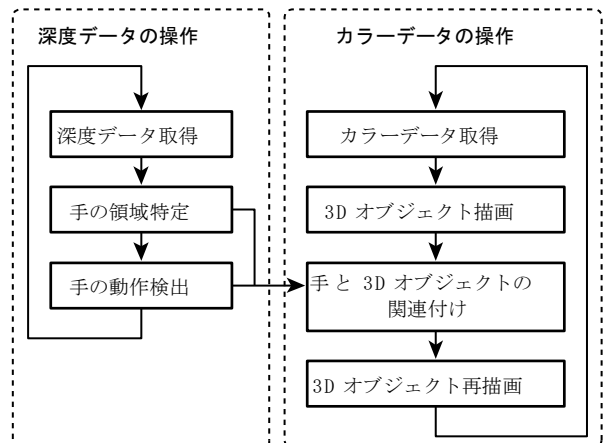 深度データの操作
深度データ取得
手の領域特定
手の動作検出
カラーデータの操作
カラーデータ取得
3D オブジェクト描画
手と 3D オブジェクトの
関連付け
3D オブジェクト再描画